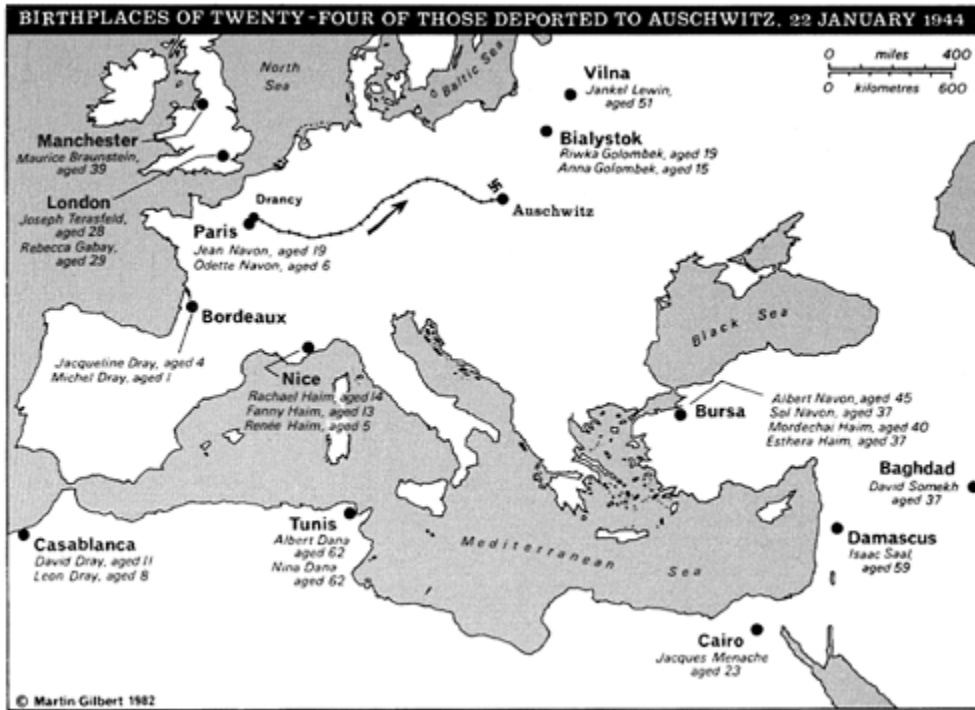 BIRTHPLACES OF TWENTY-FOUR OF THOSE DEPORTED TO AUSCHWITZ, 22 JANUARY 1944
0 miles 400
0 kilometres 600
North
Sea
Baltic Sea
Vilna
Jankel Lewin,
aged 51
Manchester
Maurice Braunstein,
aged 39
Bialystok
Riwka Golombek, aged 19
Anna Golombek, aged 15
London
Joseph Terasfeld,
aged 28
Rebecca Gabay,
aged 29
Drancy
Paris
Jean Navon, aged 19
Odette Navon, aged 6
Auschwitz
Bordeaux
Jacqueline Dray, aged 4
Michel Dray, aged 1
Black Sea
Nice
Rachael Haim, aged 14
Fanny Haim, aged 13
Renée Haim, aged 5
Bursa
Albert Navon, aged 45
Sol Navon, aged 37
Mordechai Haim, aged 40
Esthera Haim, aged 37
Baghdad
David Somekh
aged 37
Casablanca
David Dray, aged 11
Leon Dray, aged 8
Tunis
Albert Dana
aged 62
Nina Dana
aged 62
Mediterranean Sea
Damascus
Isaac Saal,
aged 59
Cairo
Jacques Menache
aged 23
© Martin Gilbert 1982